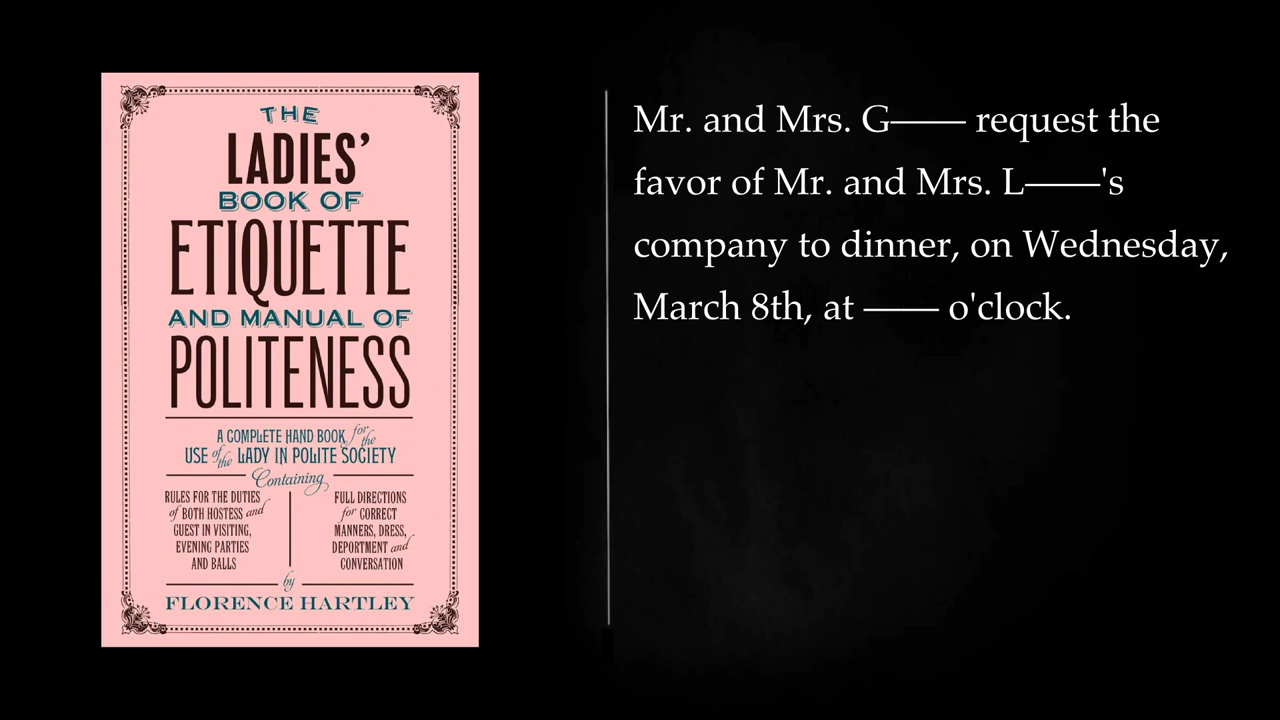 THE
LADIES'
BOOK OF
ETIQUETTE
AND MANUAL OF
POLITENESS
A COMPLETE HAND BOOK for the
USE of the LADY IN POLITE SOCIETY
Containing
RULES FOR THE DUTIES
of BOTH HOSTESS and
GUEST IN VISITING,
EVENING PARTIES
AND BALLS
FULL DIRECTIONS
for CORRECT
MANNERS, DRESS,
DEPORTMENT and
CONVERSATION
by
FLORENCE HARTLEY
Mr. and Mrs. G—— request the
favor of Mr. and Mrs. L——'s
company to dinner, on Wednesday,
March 8th, at —— o'clock.